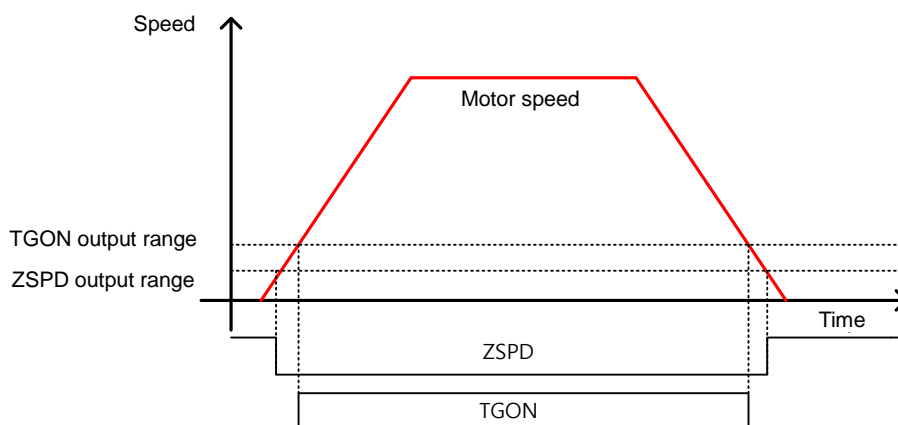 Speed
Motor speed
TGON output range
ZSPD output range
Time
ZSPD
TGON